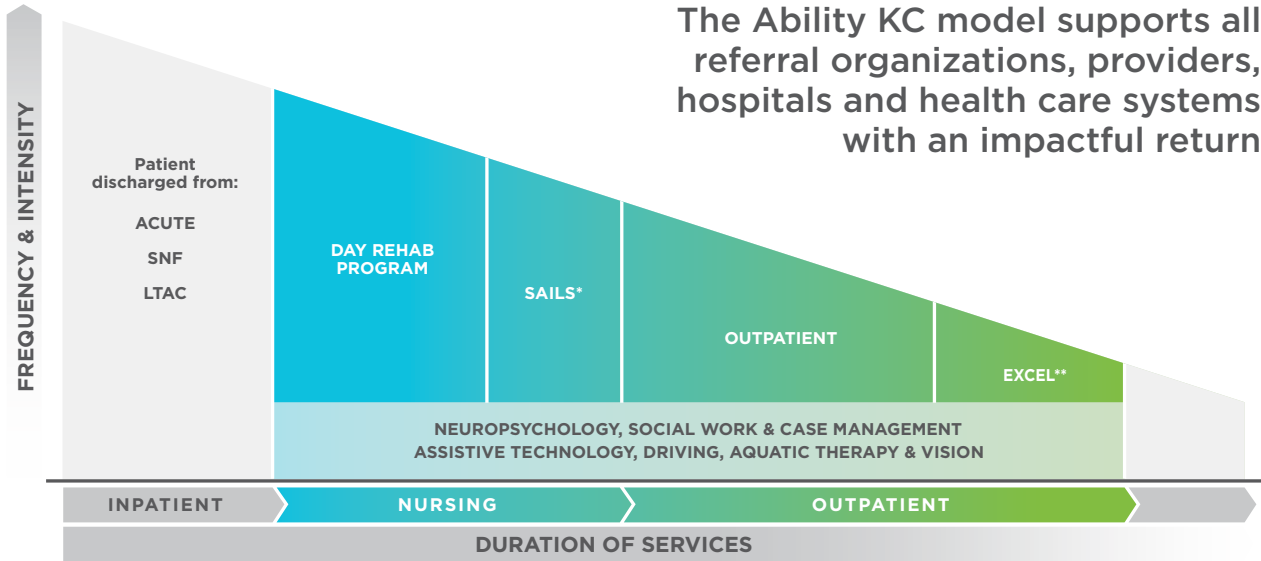 The Ability KC model supports all
referral organizations, providers,
hospitals and health care systems
with an impactful return
FREQUENCY & INTENSITY
Patient
discharged from:
ACUTE
SNF
LTAC
DAY REHAB
PROGRAM
SAILS*
OUTPATIENT
EXCEL**
NEUROPSYCHOLOGY, SOCIAL WORK & CASE MANAGEMENT
ASSISTIVE TECHNOLOGY, DRIVING, AQUATIC THERAPY & VISION
INPATIENT
NURSING
OUTPATIENT
DURATION OF SERVICES